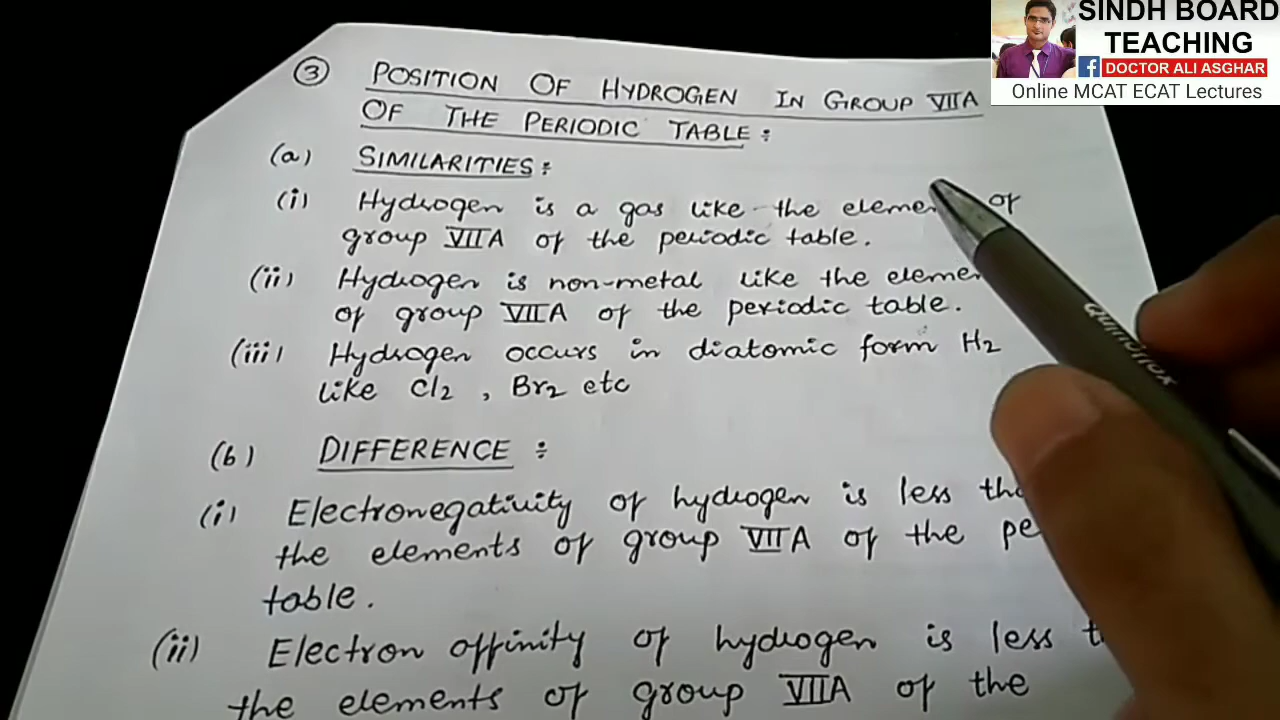 SINDH BOARD
TEACHING
DOCTOR ALI ASGHAR
Online MCAT ECAT Lectures
3 POSITION OF HYDROGEN IN GROUP VIIA
OF THE PERIODIC TABLE:
(a) SIMILARITIES:
(i) Hydrogen is a gas like the of
group VIIA of the periodic table.
(ii) Hydrogen is non-metal like the
of group VIIA of the periodic table.
(iii) Hydrogen occurs in diatomic form H2
like Cl2, Br2 etc
(b) DIFFERENCE:
(i) Electronegativity of hydrogen is less
the elements of group VIIA of the
table.
(ii) Electron affinity of hydrogen is less
the elements of group VIIA of the
Quinoflox